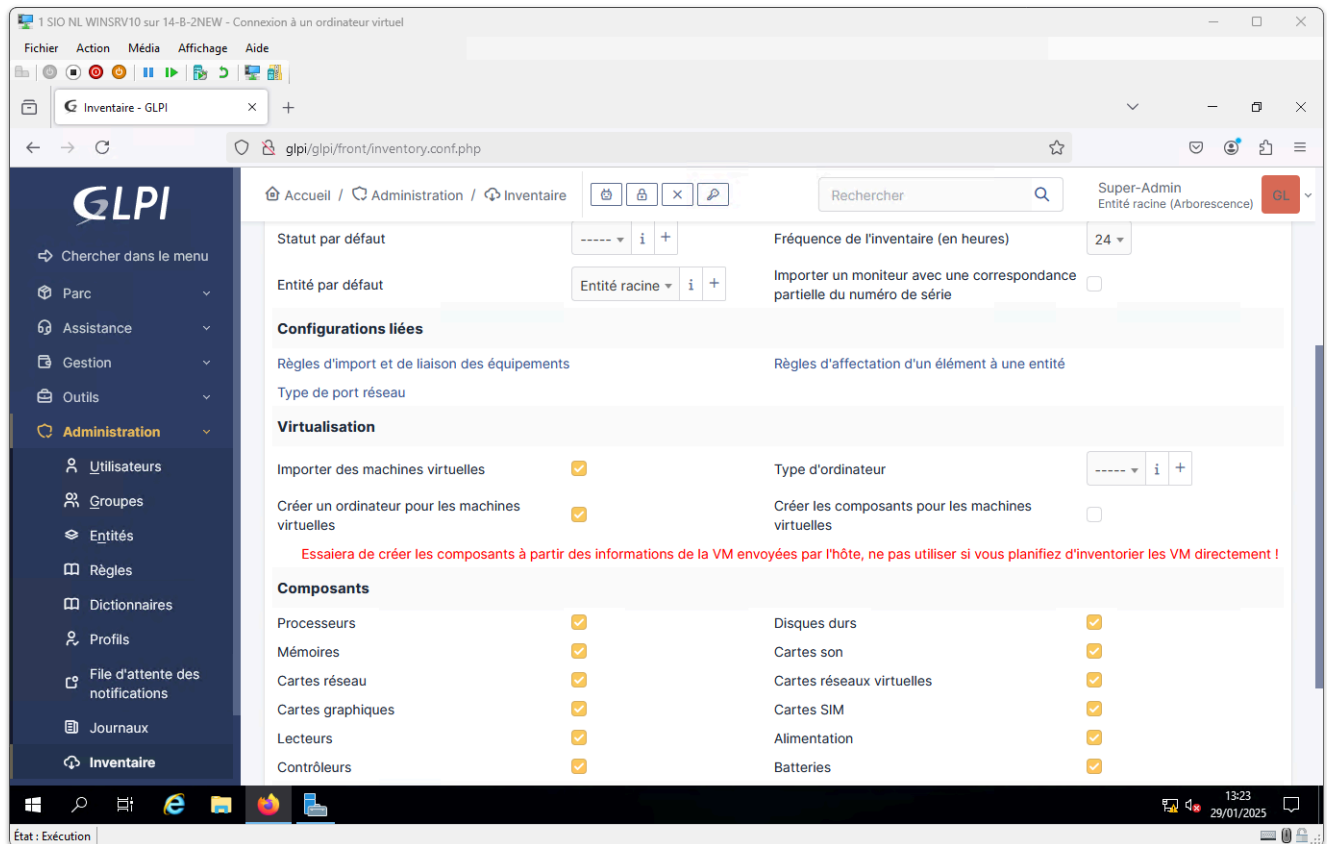 1 SIO NL WINSRV10 sur 14-B-2NEW - Connexion à un ordinateur virtuel
Fichier Action Média Affichage Aide
Inventaire - GLPI
glpi/glpi/front/inventory.conf.php
GLPI
Chercher dans le menu
Parc
Assistance
Gestion
Outils
Administration
Utilisateurs
Groupes
Entités
Règles
Dictionnaires
Profils
File d'attente des
notifications
Journaux
Inventaire
Accueil / Administration / Inventaire
Rechercher
Super-Admin
Entité racine (Arborescence)
GL
Statut par défaut ----- i + Fréquence de l'inventaire (en heures) 24
Entité par défaut Entité racine i + Importer un moniteur avec une correspondance
partielle du numéro de série
Configurations liées
Règles d'import et de liaison des équipements Règles d'affectation d'un élément à une entité
Type de port réseau
Virtualisation
Importer des machines virtuelles Type d'ordinateur ----- i +
Créer un ordinateur pour les machines
virtuelles
Créer les composants pour les machines
virtuelles
Essaiera de créer les composants à partir des informations de la VM envoyées par l'hôte, ne pas utiliser si vous planifiez d'inventorier les VM directement !
Composants
Processeurs Disques durs
Mémoires Cartes son
Cartes réseau Cartes réseaux virtuelles
Cartes graphiques Cartes SIM
Lecteurs Alimentation
Contrôleurs Batteries
13:23
29/01/2025
État : Exécution